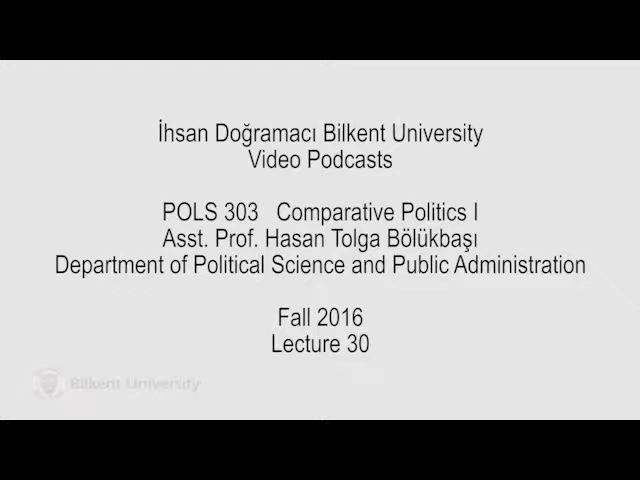 İhsan Doğramacı Bilkent University
Video Podcasts
POLS 303   Comparative Politics I
Asst. Prof. Hasan Tolga Bölükbaşı
Department of Political Science and Public Administration
Fall 2016
Lecture 30
Bilkent University